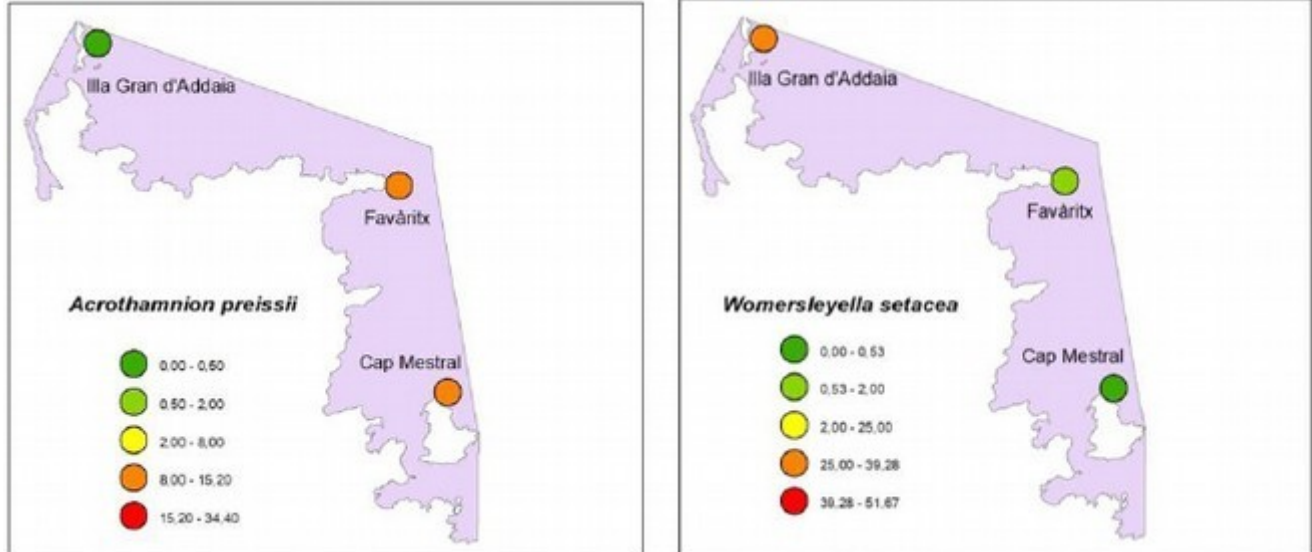 Illa Gran d'Addaia
Favàritx
Acrothamnion preissii
Cap Mestral
0,00 - 0,50
0,50 - 2,00
2,00 - 8,00
8,00 - 15,20
15,20 - 34,40
Illa Gran d'Addaia
Favàritx
Womersleyella setacea
Cap Mestral
0,00 - 0,53
0,53 - 2,00
2,00 - 25,00
25,00 - 39,28
39,28 - 51,67